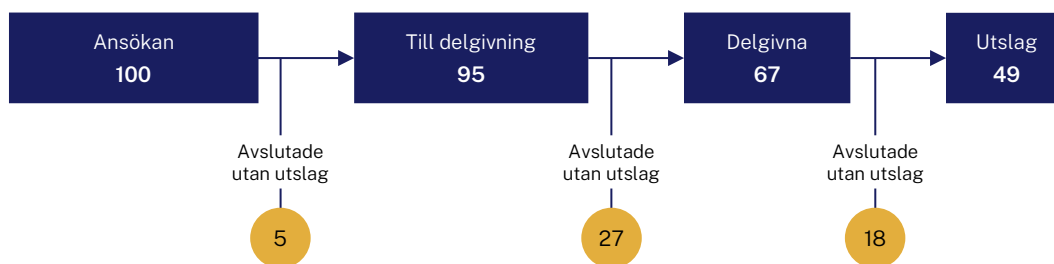 Ansökan
100
Till delgivning
95
Delgivna
67
Utslag
49
Avslutade
utan utslag
5
Avslutade
utan utslag
27
Avslutade
utan utslag
18